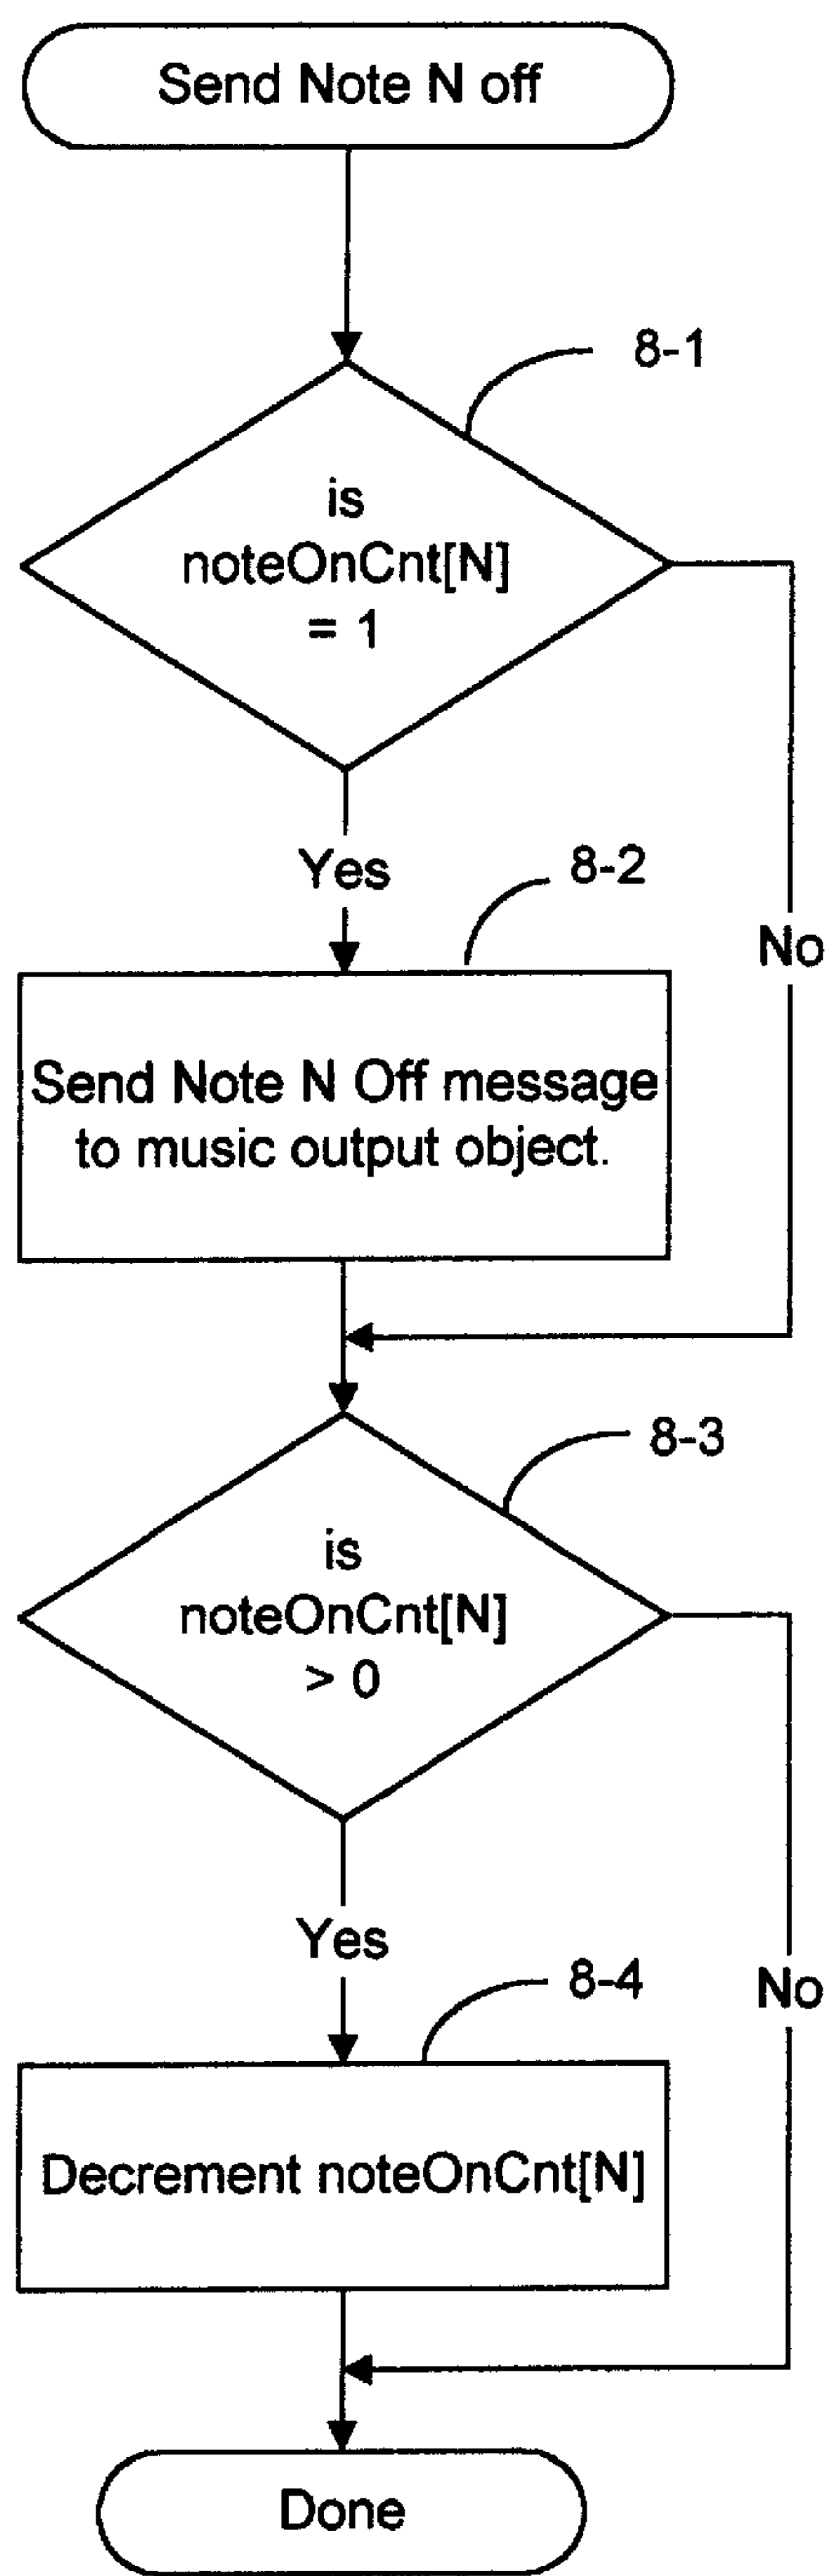 Send Note N off
8-1
is
noteOnCnt[N]
= 1
Yes
8-2
No
Send Note N Off message
to music output object.
8-3
is
noteOnCnt[N]
> 0
Yes
8-4
No
Decrement noteOnCnt[N]
Done